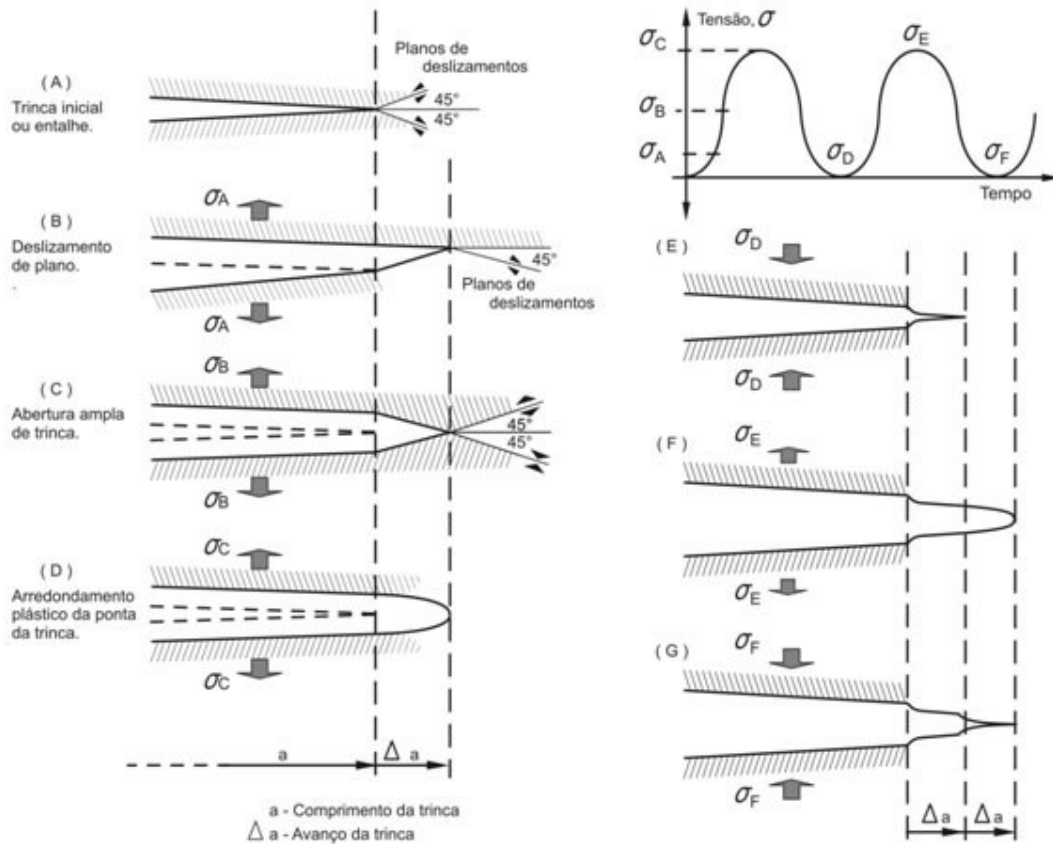 ( A )
Trinca inicial
ou entalhe.
Planos de
deslizamentos
45°
45°
( B )
Deslizamento
de plano.
.
σA
σA
45°
Planos de
deslizamentos
( C )
Abertura ampla
de trinca.
σB
σB
45°
45°
( D )
Arredondamento
plástico da ponta
da trinca.
σC
σC
a
Δ a
a - Comprimento da trinca
Δ a - Avanço da trinca
Tensão, σ
σC
σB
σA
σE
σD
σF
Tempo
( E )
σD
σD
( F )
σE
σE
( G )
σF
σF
Δ a
Δ a